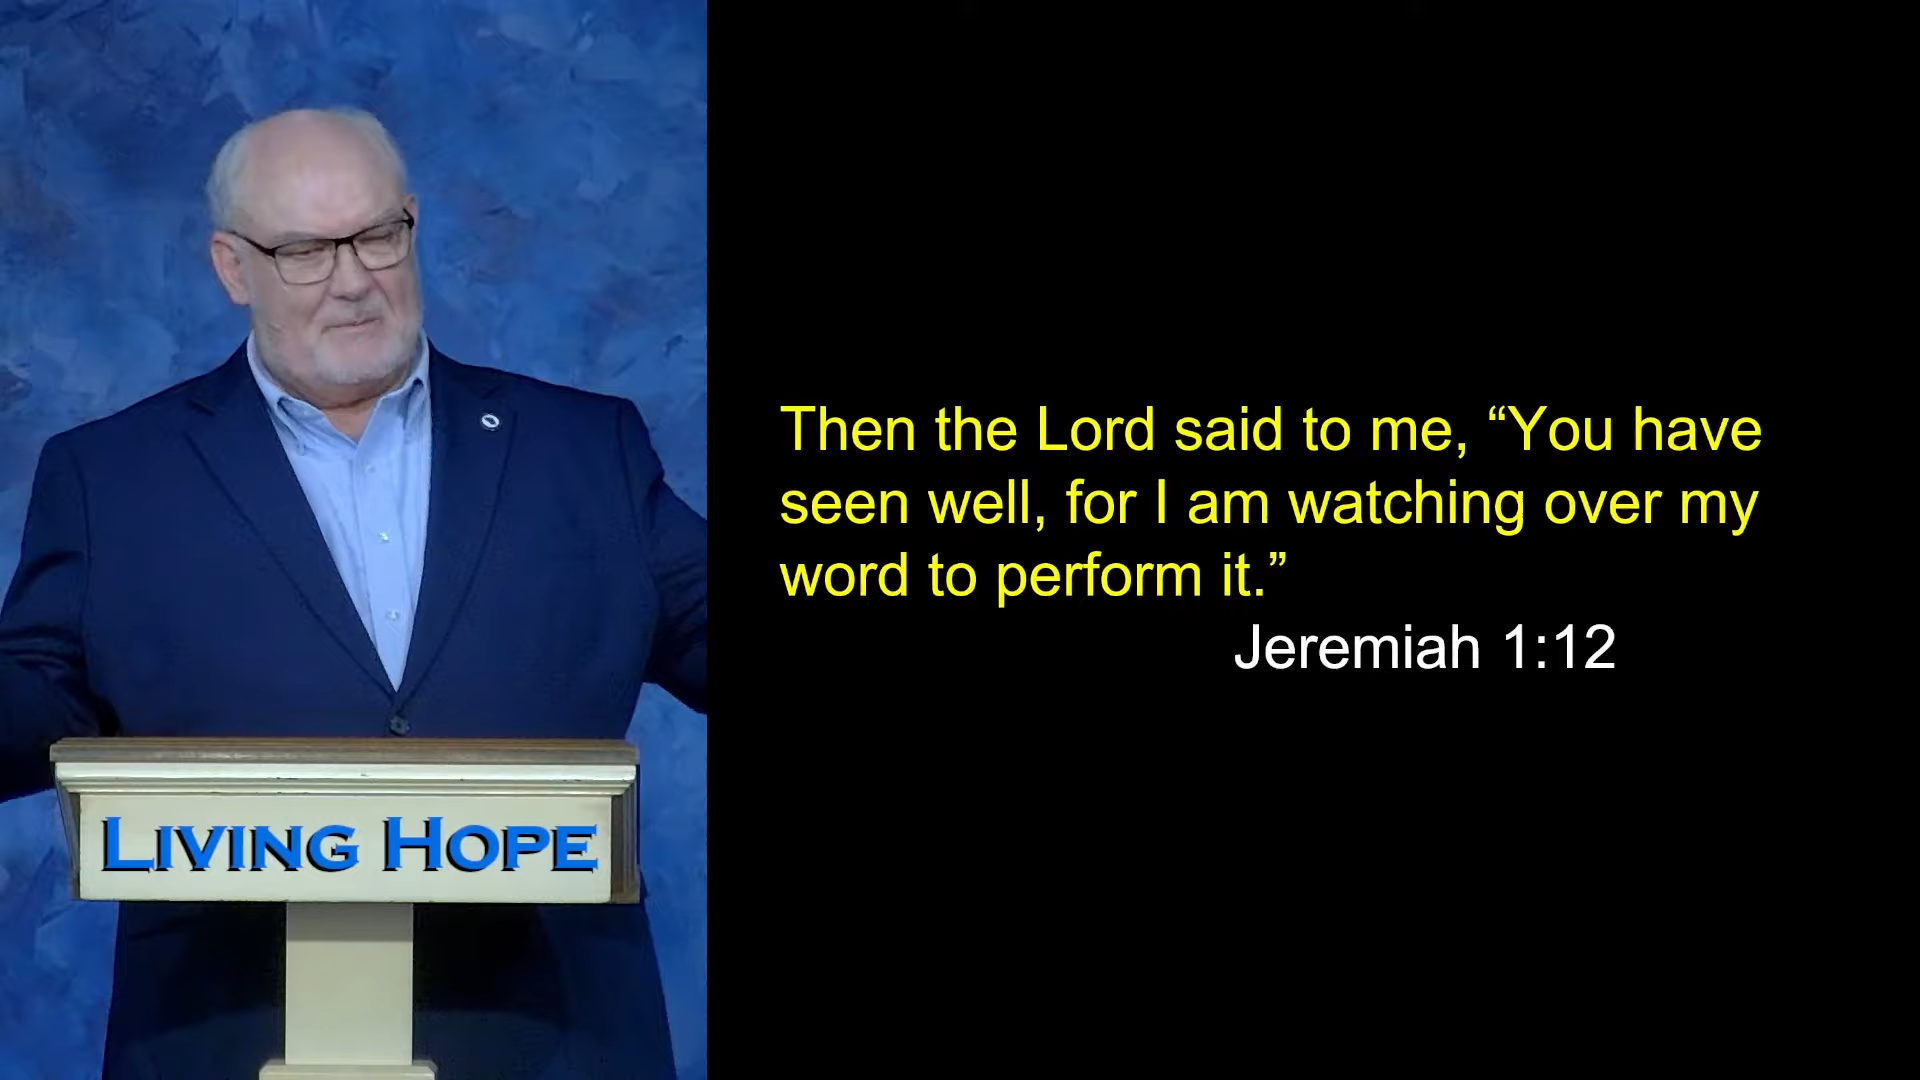 Then the Lord said to me, “You have
seen well, for I am watching over my
word to perform it.”
Jeremiah 1:12
LIVING HOPE